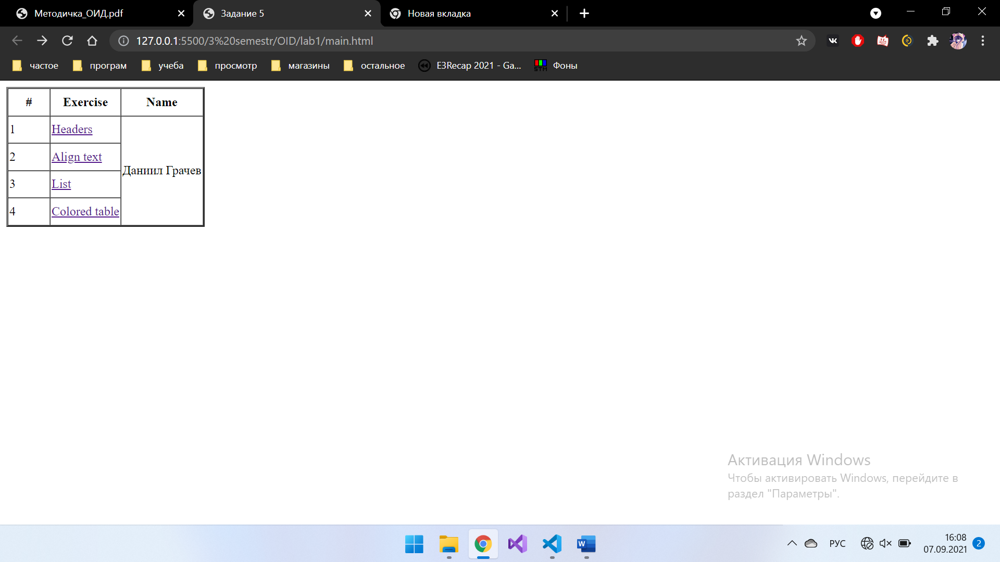 Методичка_ОИД.pdf
Задание 5
Новая вкладка
127.0.0.1:5500/3%20semestr/OID/lab1/main.html
частое
програм
учеба
просмотр
магазины
остальное
E3Recap 2021 - Ga...
STM
Фоны
# Exercise Name
1 Headers
2 Align text
Даниил Грачев
3 List
4 Colored table
Активация Windows
Чтобы активировать Windows, перейдите в
раздел "Параметры".
W
РУС
16:08
07.09.2021
2